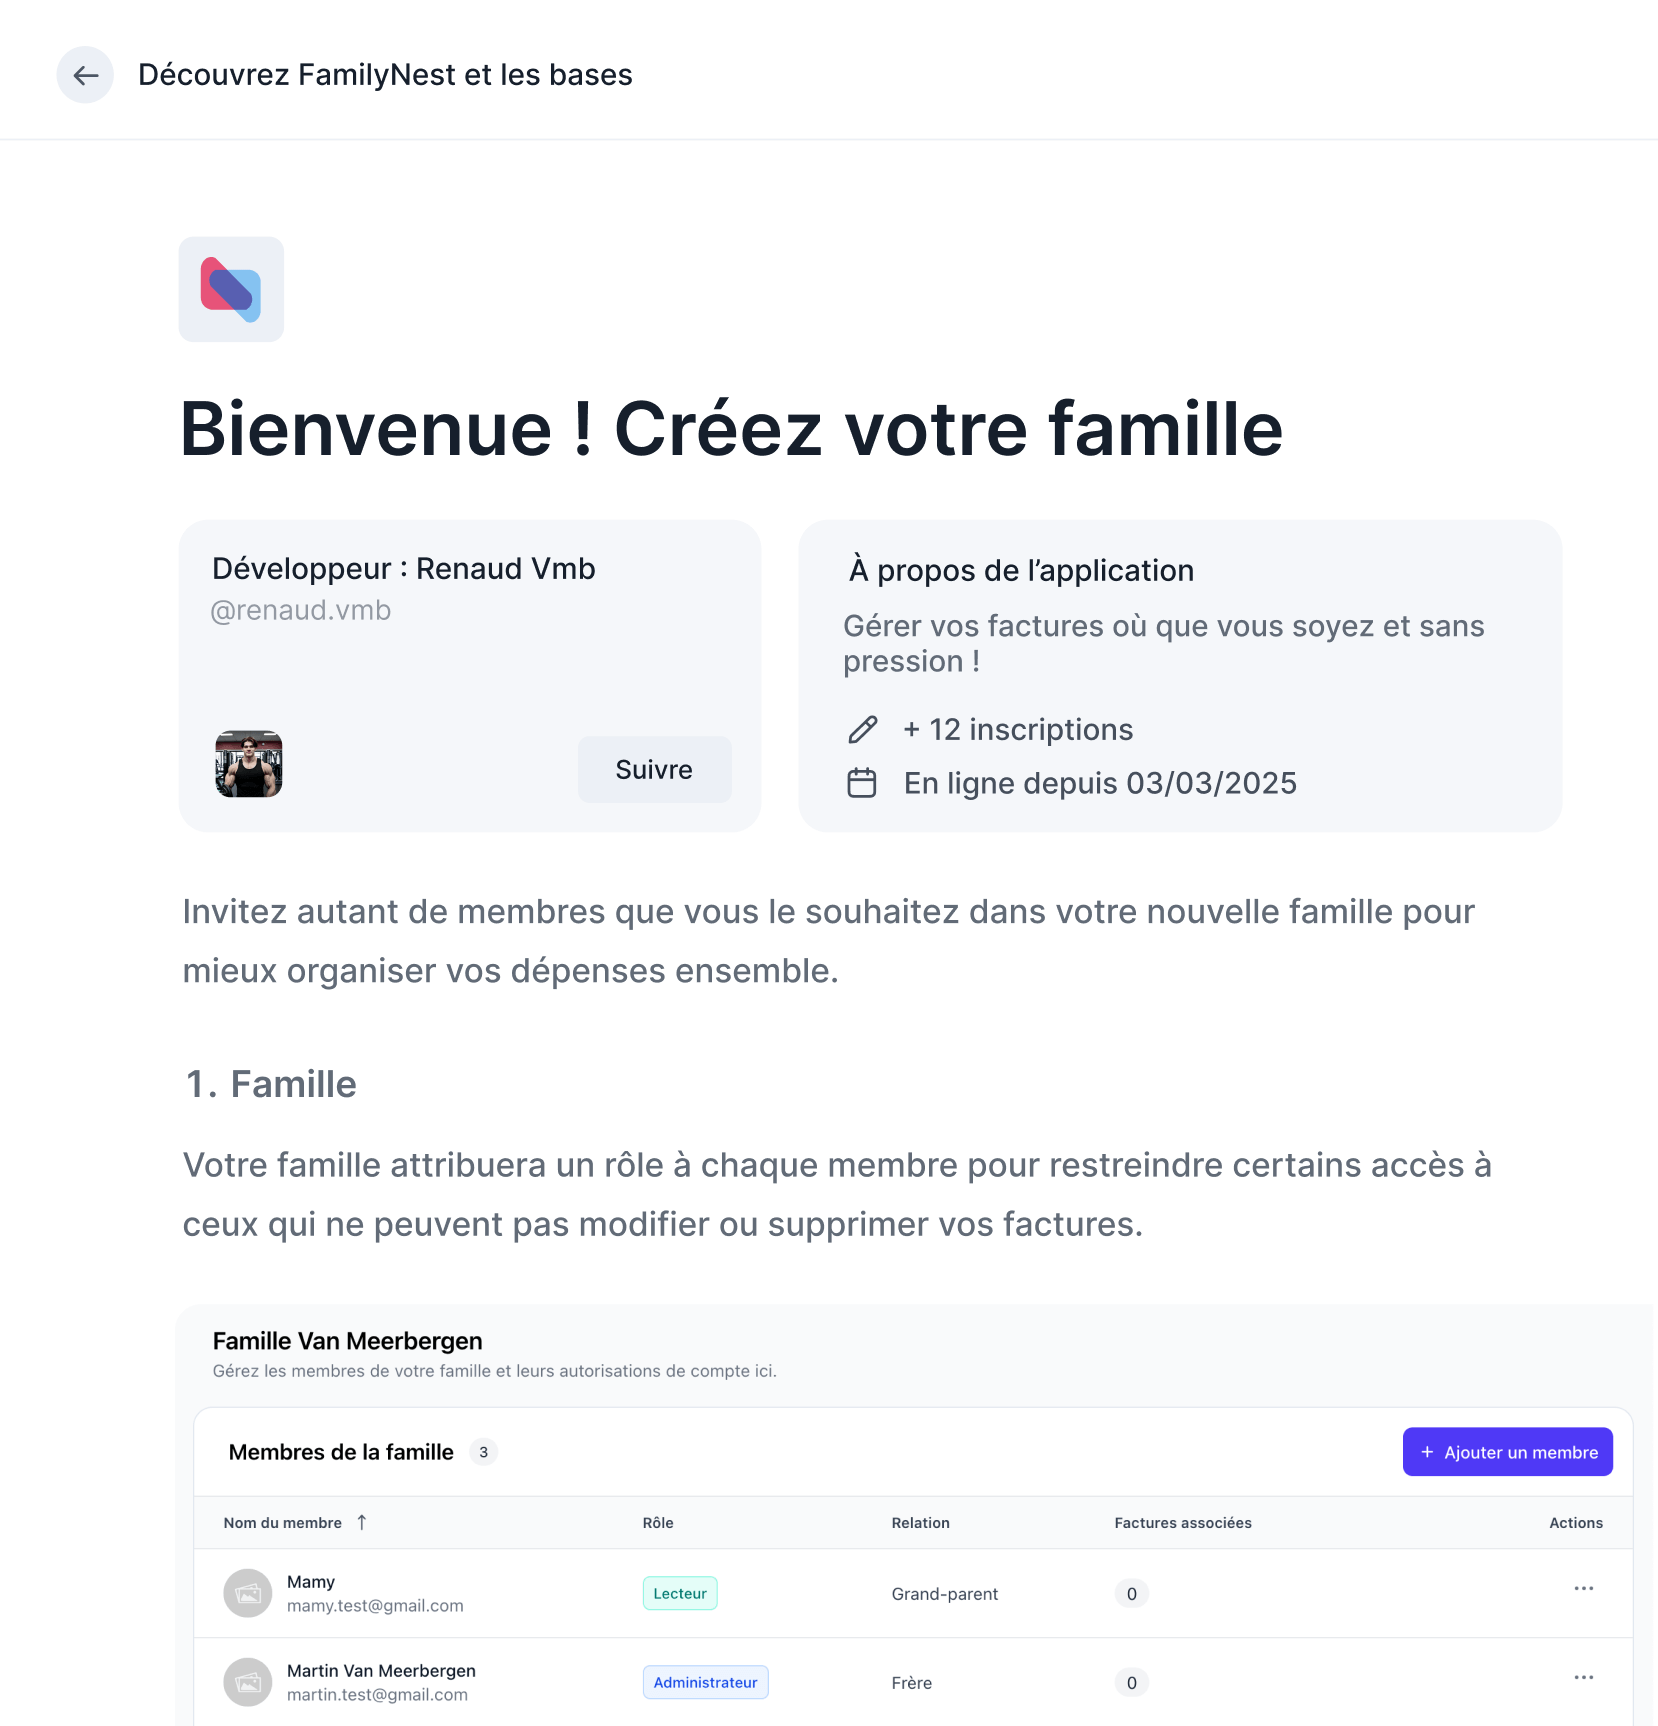 Découvrez FamilyNest et les bases
Bienvenue ! Créez votre famille
Développeur : Renaud Vmb
@renaud.vmb
Suivre
À propos de l’application
Gérer vos factures où que vous soyez et sans
pression !
+ 12 inscriptions
En ligne depuis 03/03/2025
Invitez autant de membres que vous le souhaitez dans votre nouvelle famille pour
mieux organiser vos dépenses ensemble.
1. Famille
Votre famille attribuera un rôle à chaque membre pour restreindre certains accès à
ceux qui ne peuvent pas modifier ou supprimer vos factures.
Famille Van Meerbergen
Gérez les membres de votre famille et leurs autorisations de compte ici.
Membres de la famille 3
+ Ajouter un membre
Nom du membre ↑ Rôle Relation Factures associées Actions
Mamy
mamy.test@gmail.com
Lecteur Grand-parent 0 ...
Martin Van Meerbergen
martin.test@gmail.com
Administrateur Frère 0 ...